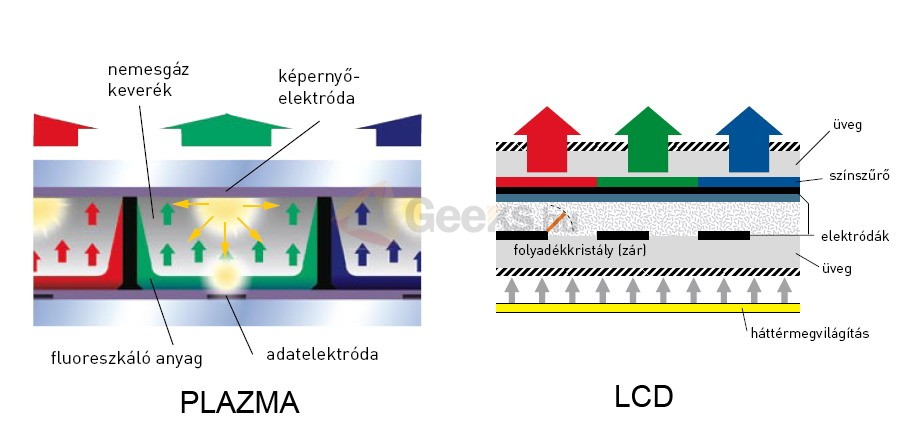 nemesgáz
keverék
képernyő-
elektróda
fluoreszkáló anyag
adatelektróda
PLAZMA
üveg
színszűrő
elektródák
folyadékkristály (zár)
üveg
háttérmegvilágítás
LCD